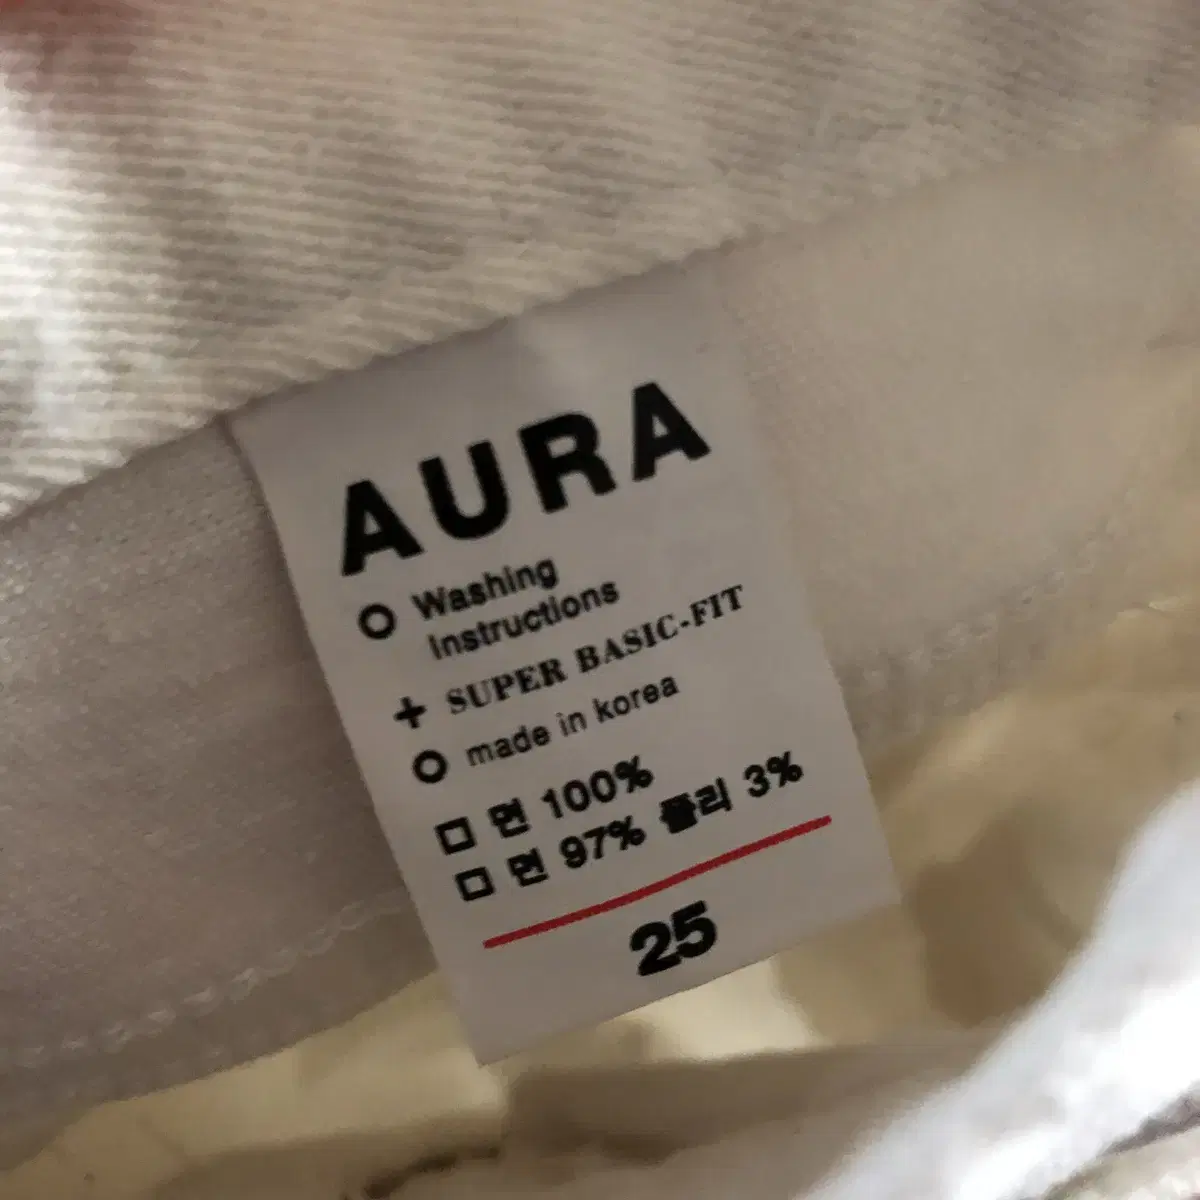 AURA
Washing
Instructions
SUPER BASIC-FIT
made in korea
면 100%
면 97% 폴리 3%
25